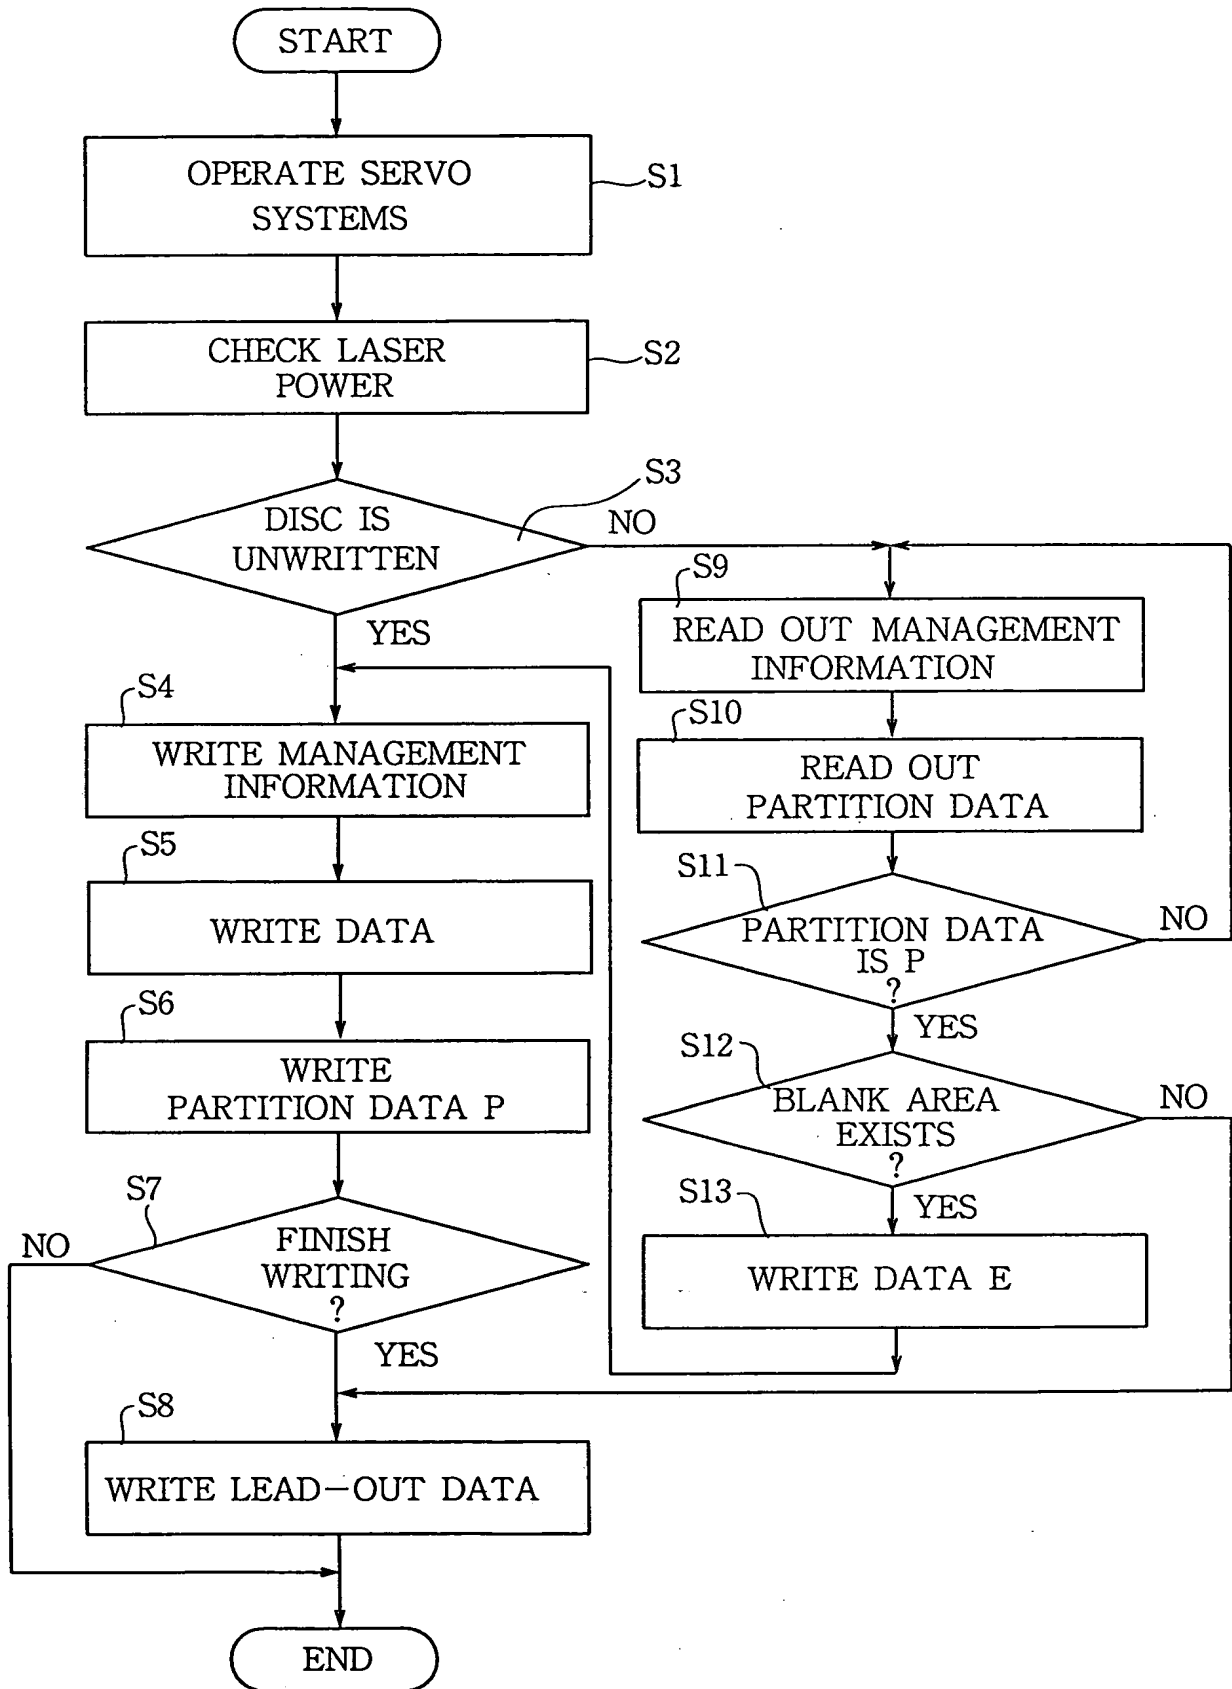 START
OPERATE SERVO
SYSTEMS
S1
CHECK LASER
POWER
S2
DISC IS
UNWRITTEN
S3
NO
YES
S4
WRITE MANAGEMENT
INFORMATION
S5
WRITE DATA
S6
WRITE
PARTITION DATA P
S7
NO
FINISH
WRITING
?
YES
S8
WRITE LEAD-OUT DATA
END
S9
READ OUT MANAGEMENT
INFORMATION
S10
READ OUT
PARTITION DATA
S11
PARTITION DATA
IS P
?
NO
YES
S12
BLANK AREA
EXISTS
?
NO
YES
S13
WRITE DATA E